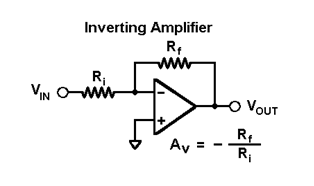 Inverting Amplifier
Rf
Ri
VIN
−
+
VOUT
AV = − Rf
Ri